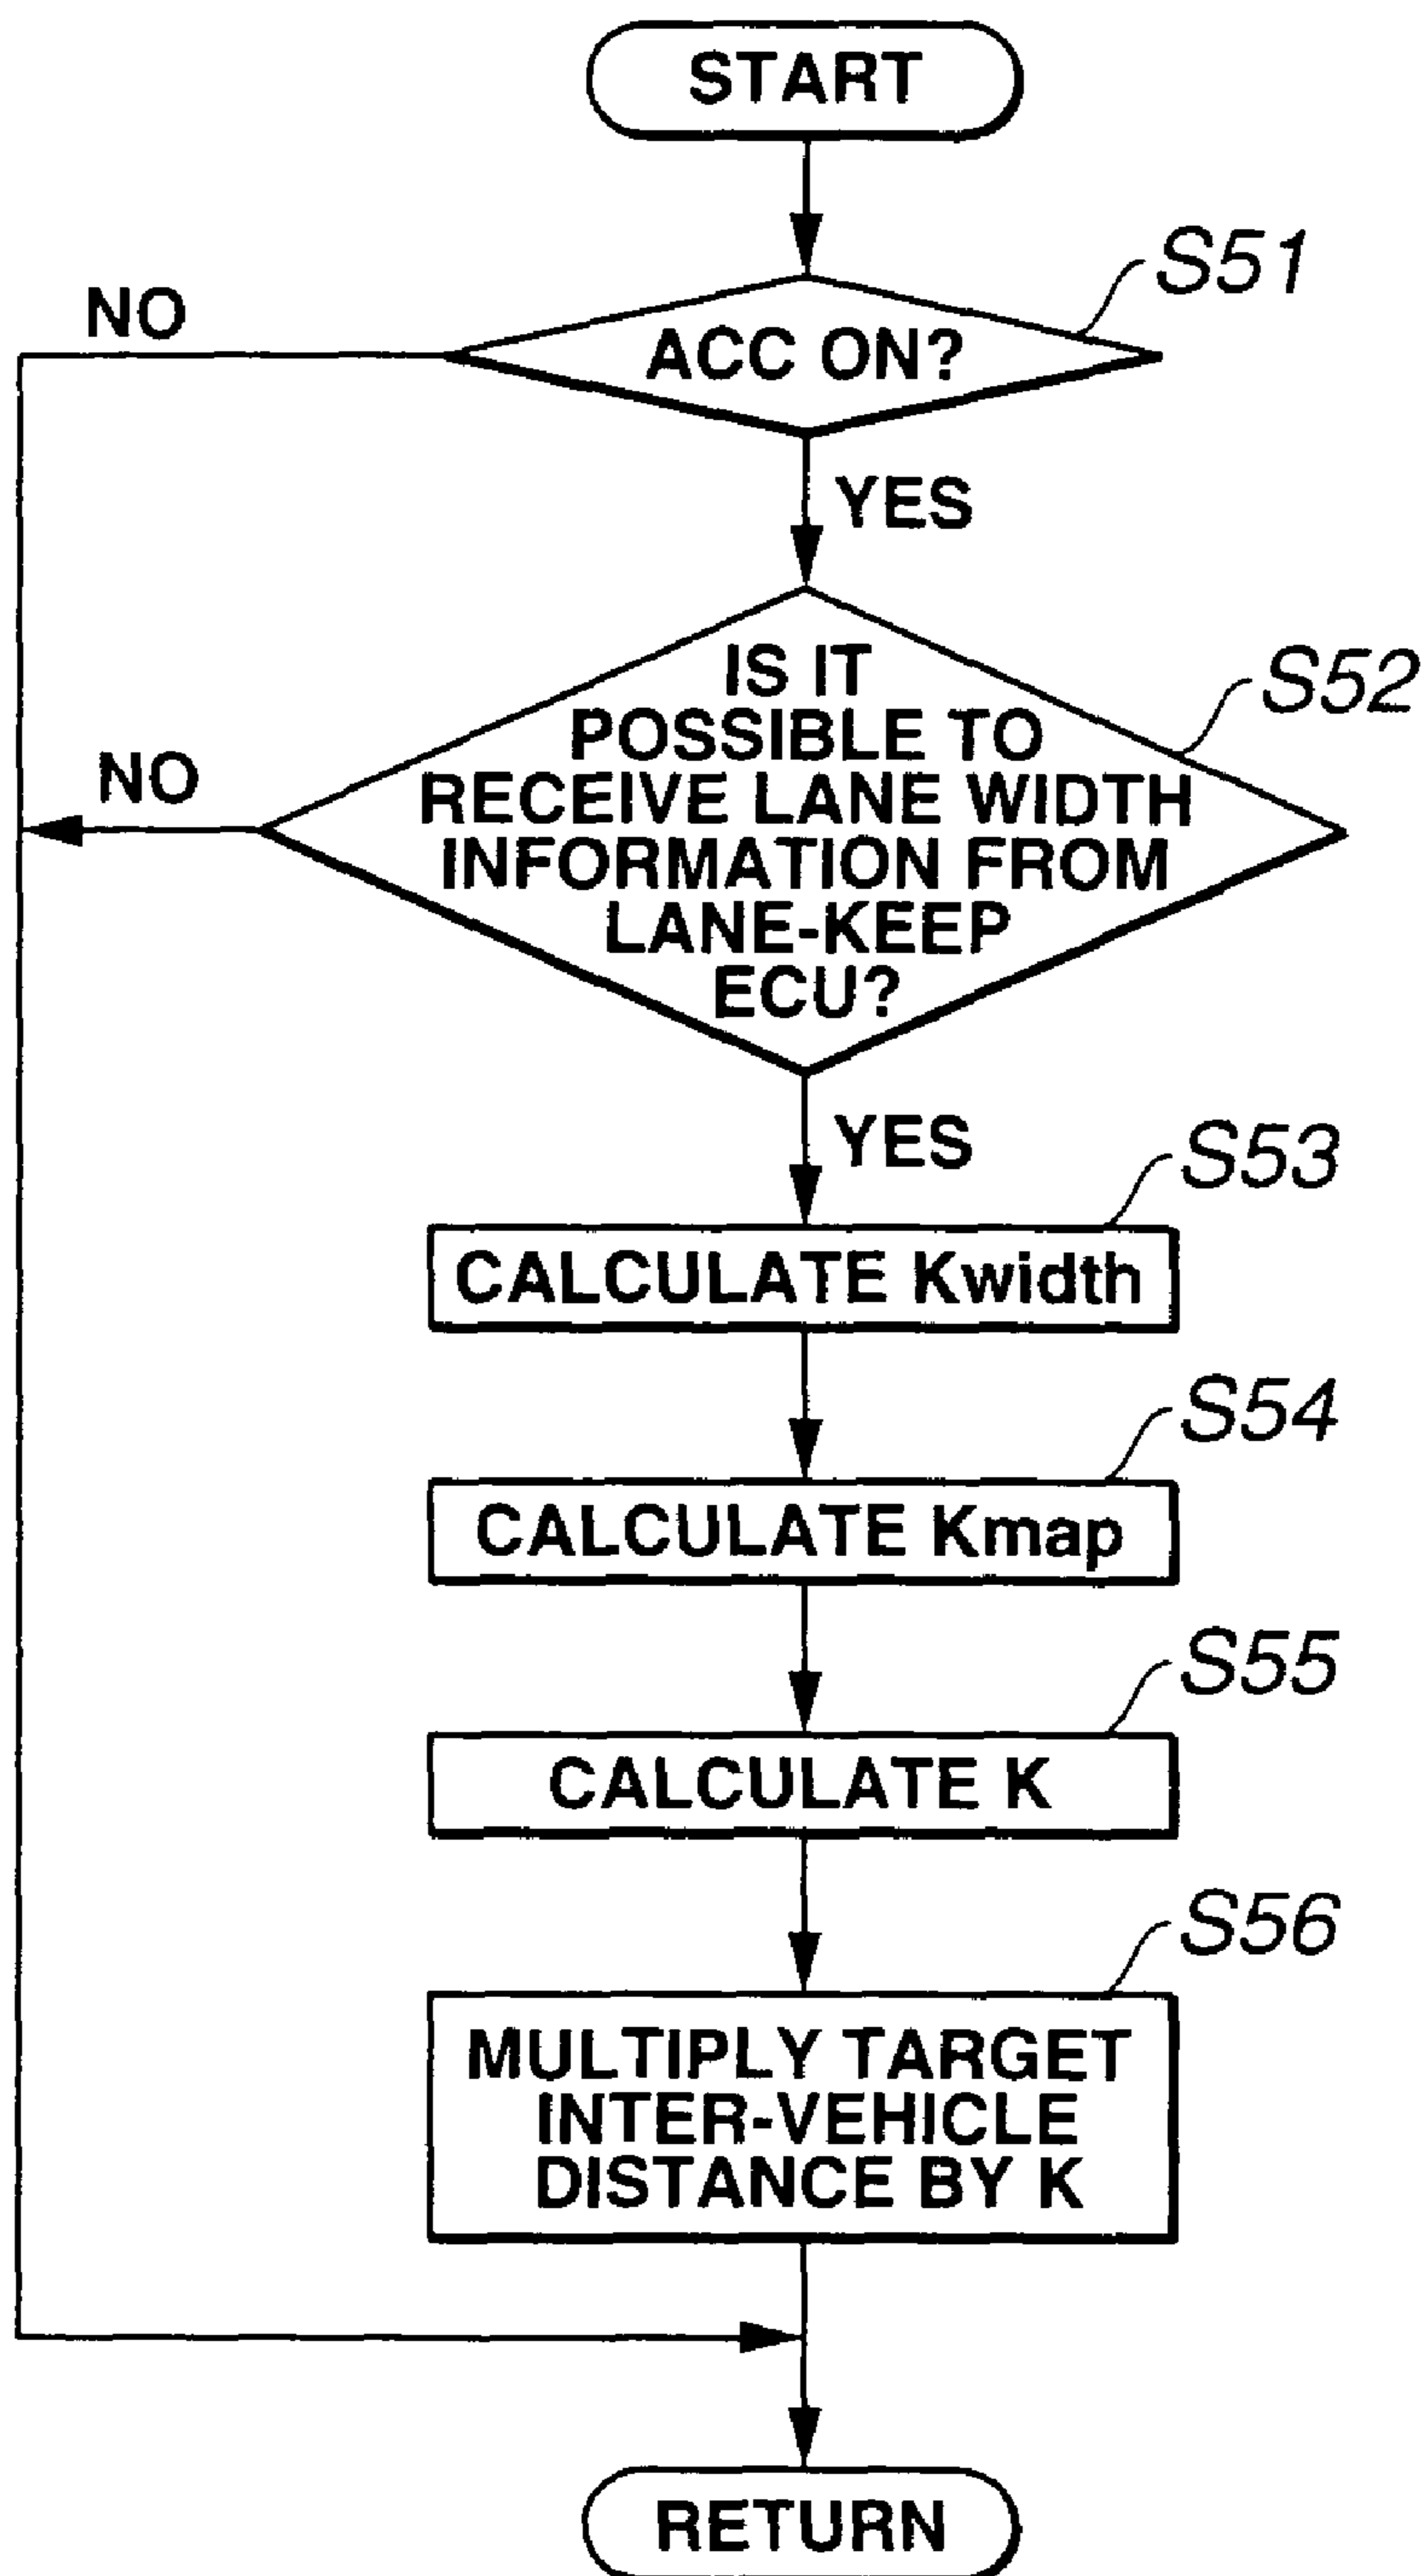 START
S51
NO
ACC ON?
YES
S52
IS IT
POSSIBLE TO
NO
RECEIVE LANE WIDTH
INFORMATION FROM
LANE-KEEP
ECU?
YES
S53
CALCULATE Kwidth
S54
CALCULATE Kmap
S55
CALCULATE K
S56
MULTIPLY TARGET
INTER-VEHICLE
DISTANCE BY K
RETURN